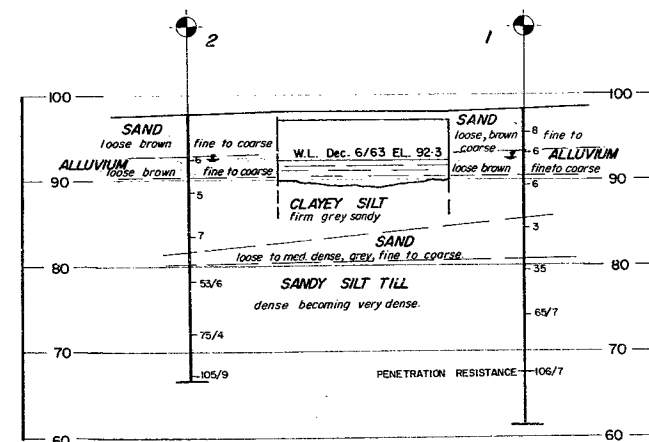 2
1
100
100
SAND
loose brown fine to coarse
SAND
loose, brown fine to
coarse
8
6
W.L. Dec. 6/63 EL. 92·3
6
ALLUVIUM
loose brown fine to coarse
ALLUVIUM
loose brown fine to coarse
90
90
5
6
CLAYEY SILT
firm grey sandy
7
3
SAND
loose to med. dense, grey, fine to coarse
80
80
35
53/6
SANDY SILT TILL
dense becoming very dense.
65/7
75/4
70
70
105/9
PENETRATION RESISTANCE 106/7
60
60